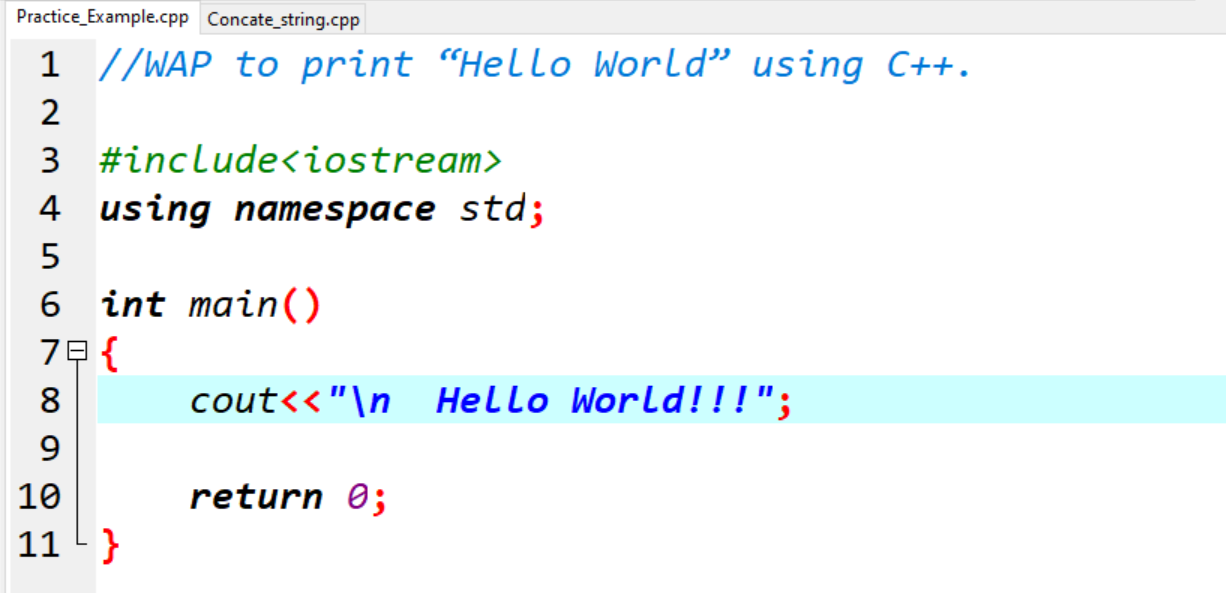 Practice_Example.cpp Concate_string.cpp
1 //WAP to print “Hello World” using C++.
2
3 #include<iostream>
4 using namespace std;
5
6 int main()
7 {
8     cout<<"\n  Hello World!!!";
9
10     return 0;
11 }